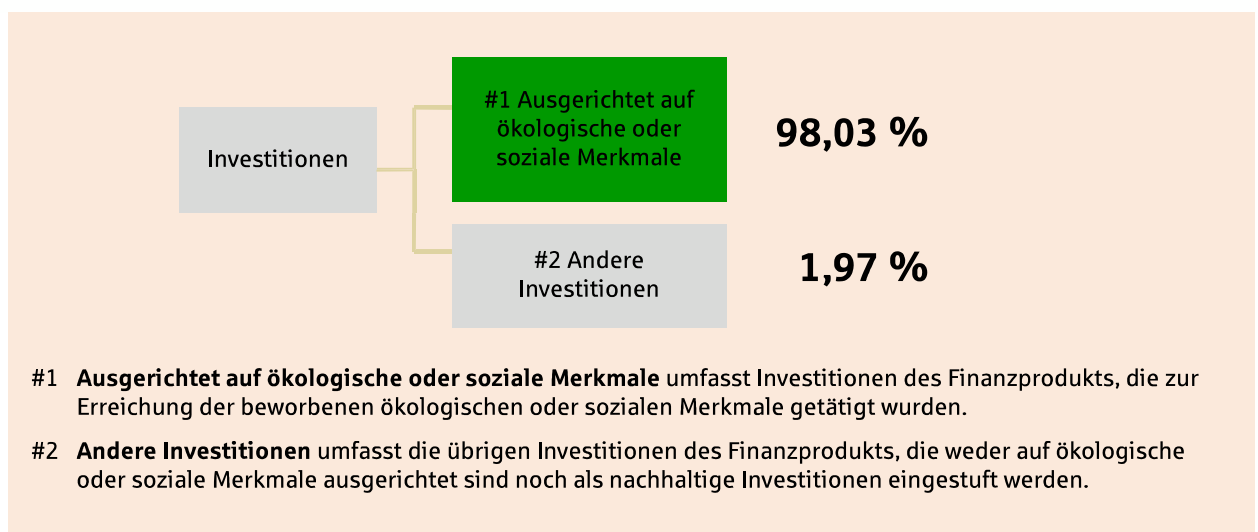 #1 Ausgerichtet auf
ökologische oder
soziale Merkmale
98,03 %
Investitionen
#2 Andere
Investitionen
1,97 %
#1 Ausgerichtet auf ökologische oder soziale Merkmale umfasst Investitionen des Finanzprodukts, die zur
Erreichung der beworbenen ökologischen oder sozialen Merkmale getätigt wurden.
#2 Andere Investitionen umfasst die übrigen Investitionen des Finanzprodukts, die weder auf ökologische
oder soziale Merkmale ausgerichtet sind noch als nachhaltige Investitionen eingestuft werden.